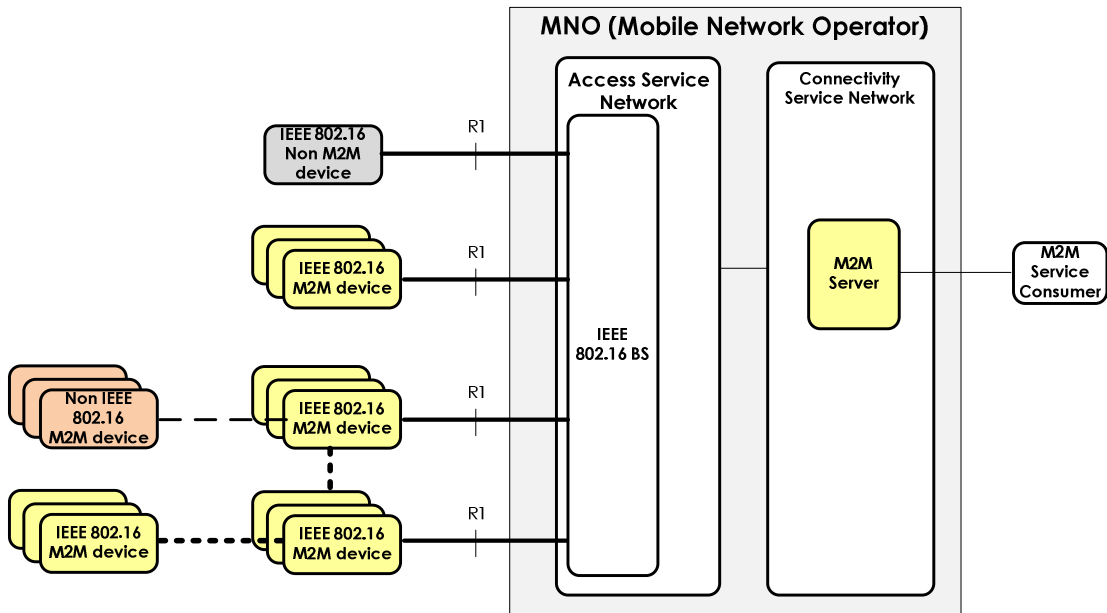 MNO (Mobile Network Operator)
Access Service
Network
Connectivity
Service Network
IEEE 802.16
Non M2M
device
R1
IEEE 802.16
M2M device
R1
IEEE
802.16 BS
M2M
Server
M2M
Service
Consumer
Non IEEE
802.16
M2M device
IEEE 802.16
M2M device
R1
IEEE 802.16
M2M device
IEEE 802.16
M2M device
R1